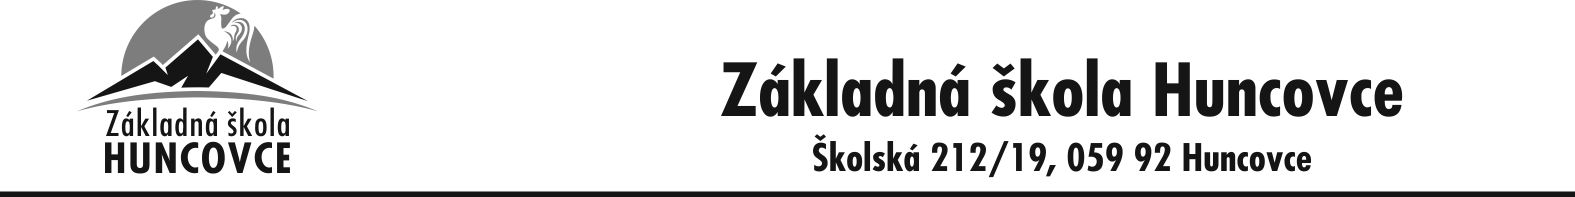 Základná škola
HUNCOVCE
Základná škola Huncovce
Školská 212/19, 059 92 Huncovce